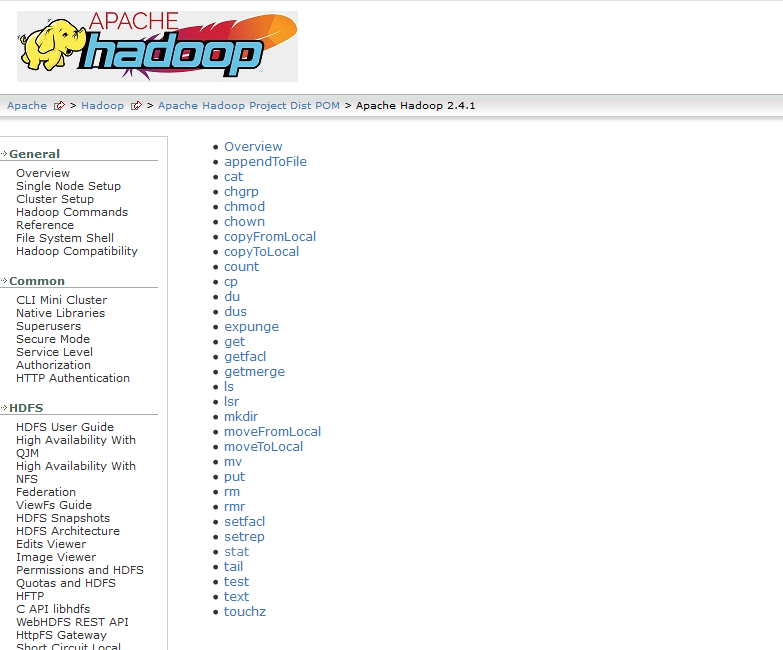 APACHE
hadoop
Apache > Hadoop > Apache Hadoop Project Dist POM > Apache Hadoop 2.4.1
General
Overview
Single Node Setup
Cluster Setup
Hadoop Commands
Reference
File System Shell
Hadoop Compatibility
Common
CLI Mini Cluster
Native Libraries
Superusers
Secure Mode
Service Level
Authorization
HTTP Authentication
HDFS
HDFS User Guide
High Availability With
QJM
High Availability With
NFS
Federation
ViewFs Guide
HDFS Snapshots
HDFS Architecture
Edits Viewer
Image Viewer
Permissions and HDFS
Quotas and HDFS
HFTP
C API libhdfs
WebHDFS REST API
HttpFS Gateway
Short Circuit Local
Overview
appendToFile
cat
chgrp
chmod
chown
copyFromLocal
copyToLocal
count
cp
du
dus
expunge
get
getfacl
getmerge
ls
lsr
mkdir
moveFromLocal
moveToLocal
mv
put
rm
rmr
setfacl
setrep
stat
tail
test
text
touchz